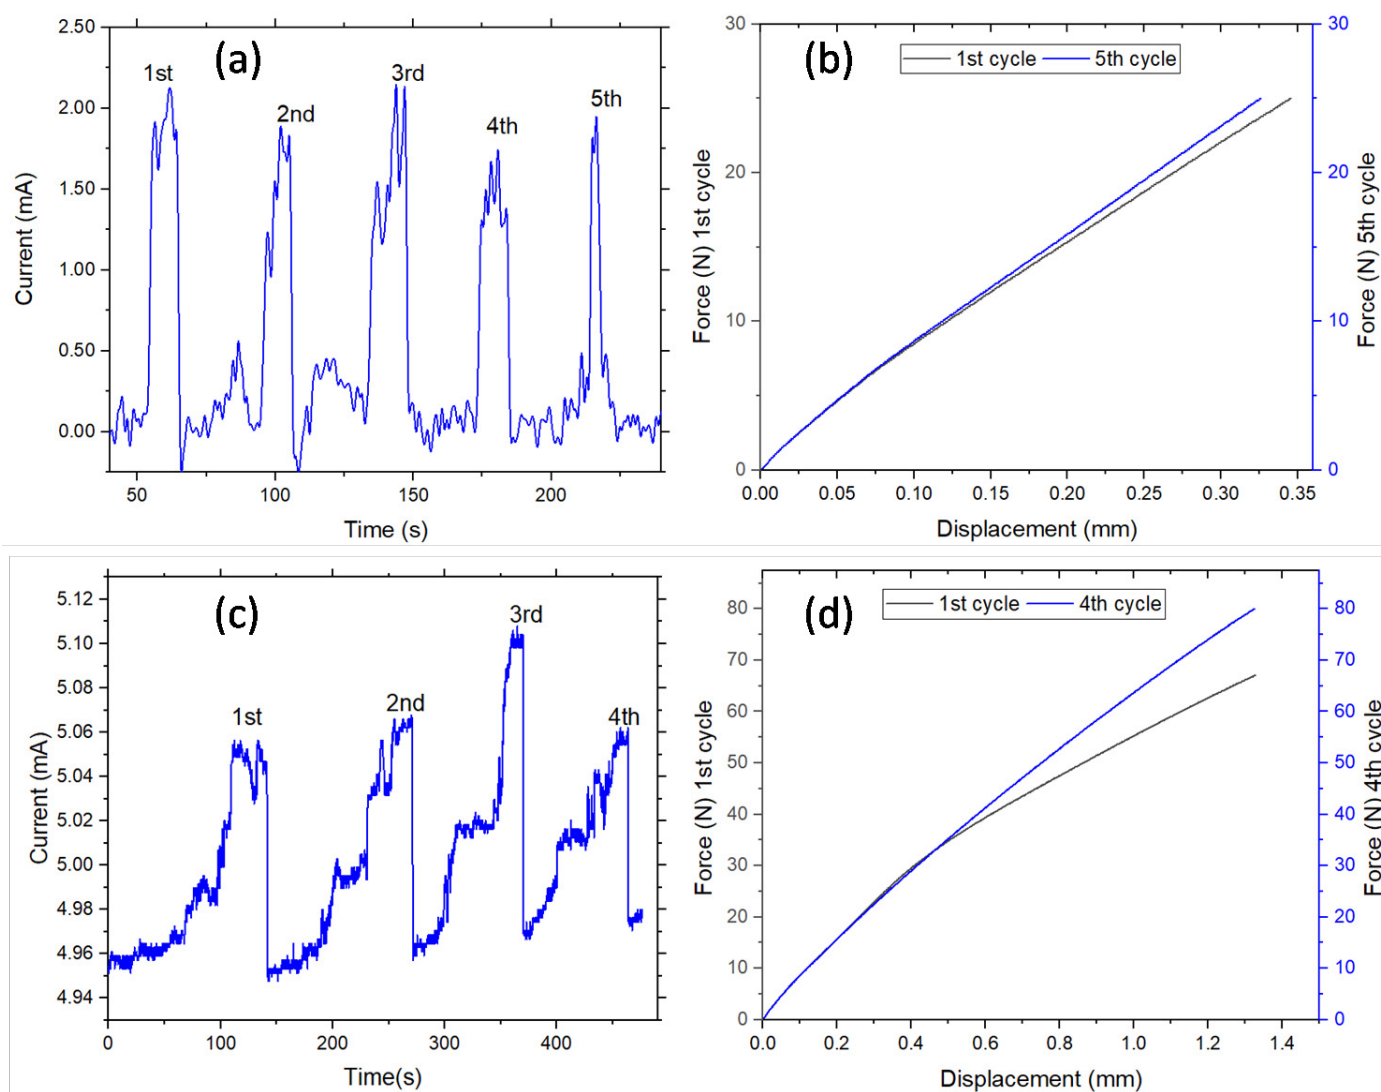 (a)
1st
2nd
3rd
4th
5th
2.50
2.00
1.50
1.00
0.50
0.00
Current (mA)
50
100
150
200
Time (s)
(b)
1st cycle 5th cycle
30
20
10
0
Force (N) 1st cycle
30
20
10
0
Force (N) 5th cycle
0.00 0.05 0.10 0.15 0.20 0.25 0.30 0.35
Displacement (mm)
(c)
1st
2nd
3rd
4th
5.12
5.10
5.08
5.06
5.04
5.02
5.00
4.98
4.96
4.94
Current (mA)
0 100 200 300 400
Time(s)
(d)
1st cycle 4th cycle
80
70
60
50
40
30
20
10
0
Force (N) 1st cycle
80
70
60
50
40
30
20
10
0
Force (N) 4th cycle
0.0 0.2 0.4 0.6 0.8 1.0 1.2 1.4
Displacement (mm)